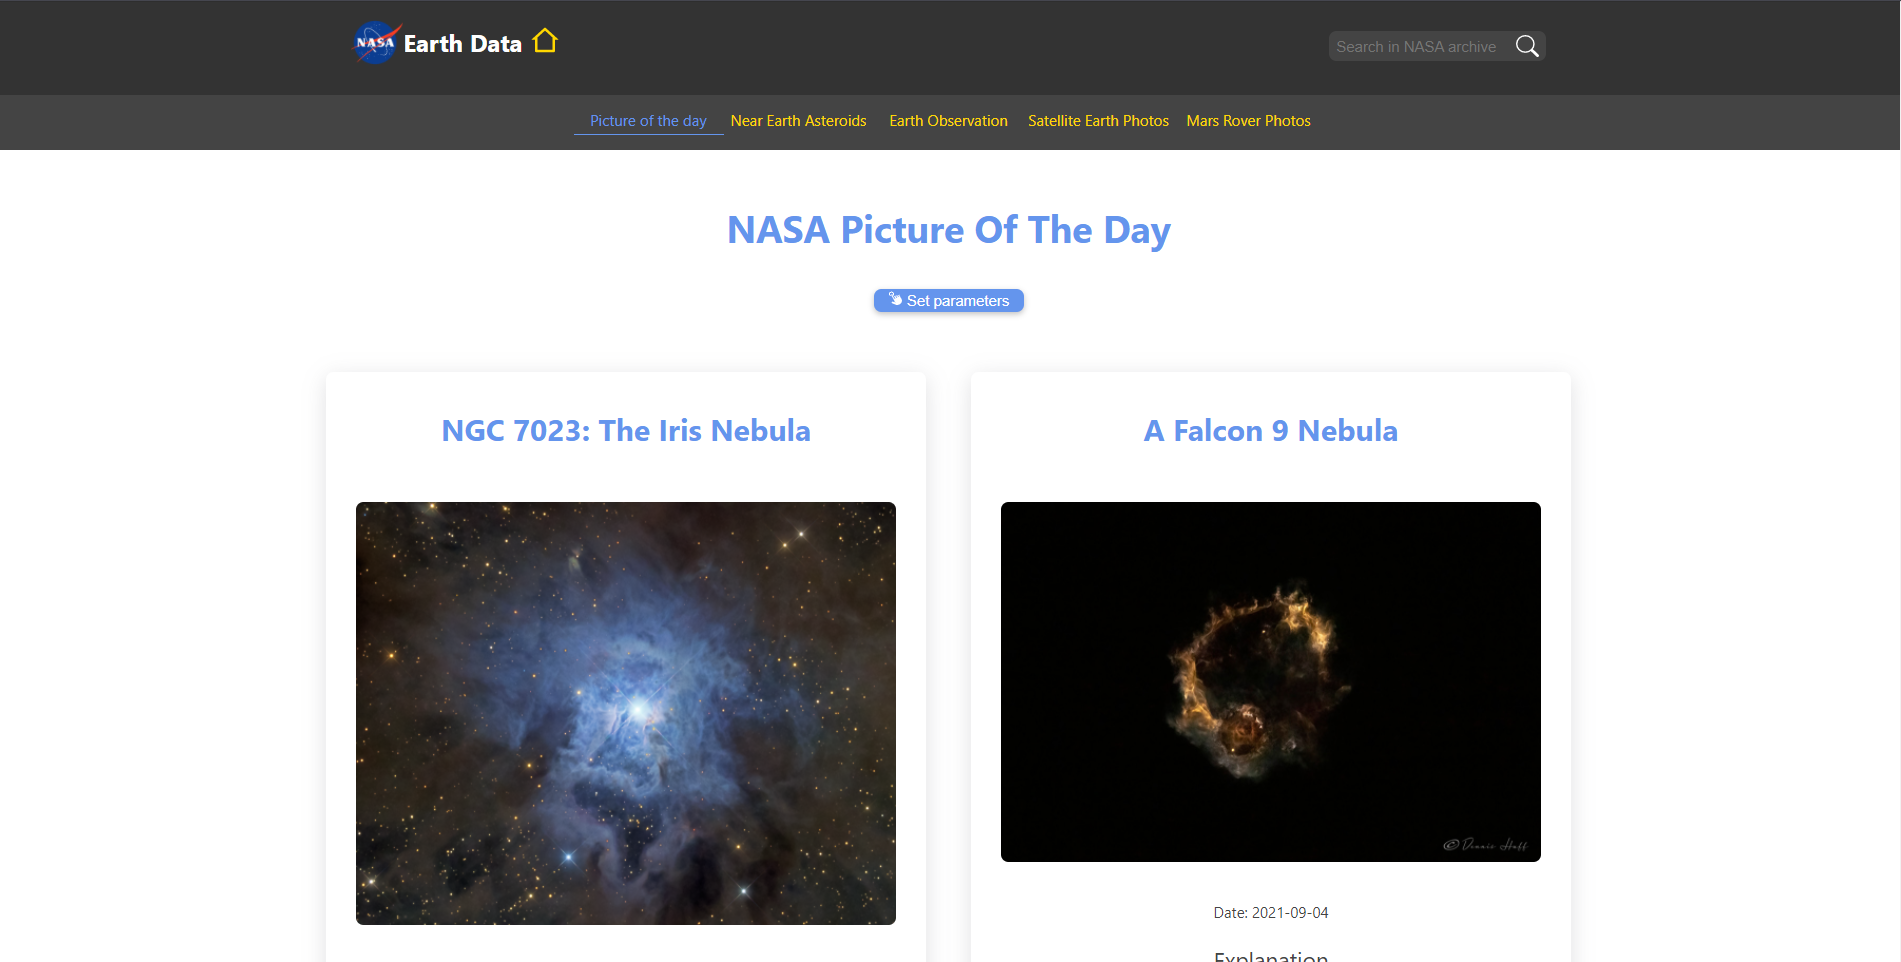 NASA Earth Data
Search in NASA archive
Picture of the day Near Earth Asteroids Earth Observation Satellite Earth Photos Mars Rover Photos
NASA Picture Of The Day
Set parameters
NGC 7023: The Iris Nebula
A Falcon 9 Nebula
© Dennis Huff
Date: 2021-09-04
Explanation